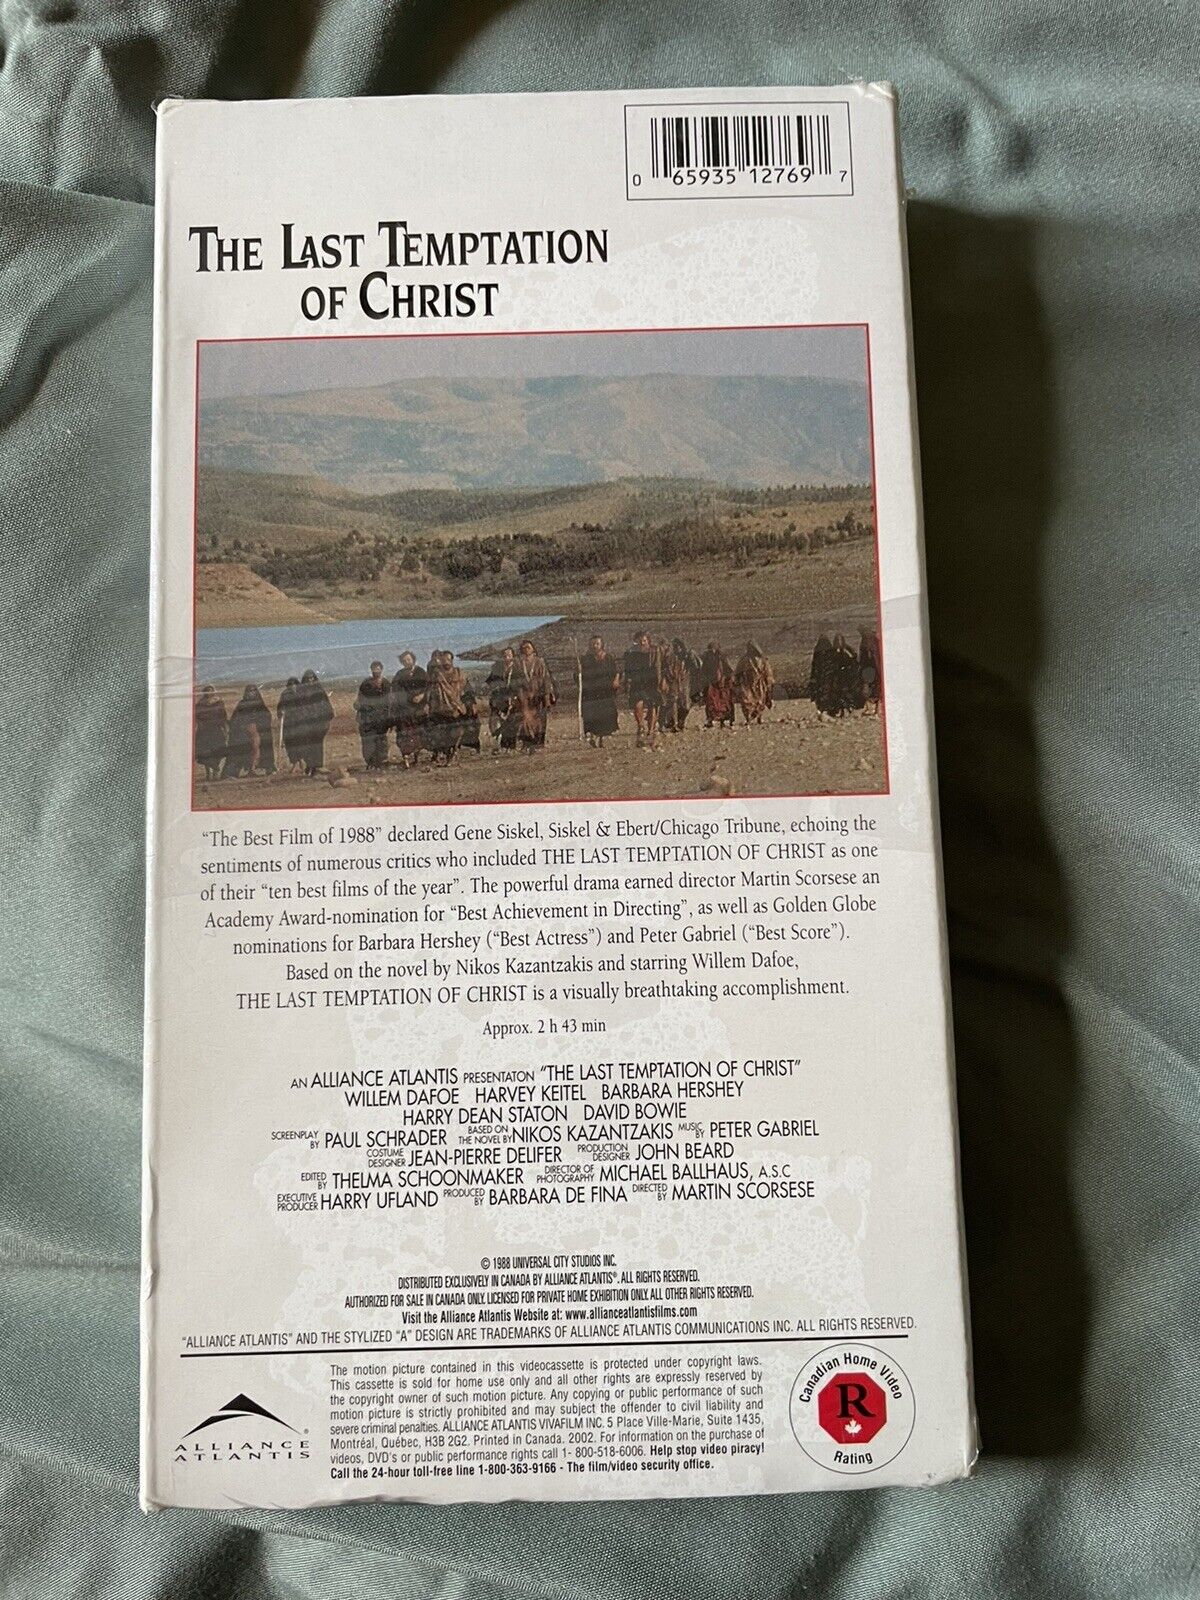 0 65935 12769 7
THE LAST TEMPTATION
OF CHRIST
“The Best Film of 1988” declared Gene Siskel, Siskel & Ebert/Chicago Tribune, echoing the
sentiments of numerous critics who included THE LAST TEMPTATION OF CHRIST as one
of their “ten best films of the year”. The powerful drama earned director Martin Scorsese an
Academy Award-nomination for “Best Achievement in Directing”, as well as Golden Globe
nominations for Barbara Hershey (“Best Actress”) and Peter Gabriel (“Best Score”).
Based on the novel by Nikos Kazantzakis and starring Willem Dafoe,
THE LAST TEMPTATION OF CHRIST is a visually breathtaking accomplishment.
Approx. 2 h 43 min
AN ALLIANCE ATLANTIS PRESENTATON “THE LAST TEMPTATION OF CHRIST”
WILLEM DAFOE HARVEY KEITEL BARBARA HERSHEY
HARRY DEAN STATON DAVID BOWIE
SCREENPLAY BY PAUL SCHRADER BASED ON THE NOVEL BY NIKOS KAZANTZAKIS MUSIC BY PETER GABRIEL
COSTUME DESIGNER JEAN-PIERRE DELIFER PRODUCTION DESIGNER JOHN BEARD
EDITED BY THELMA SCHOONMAKER DIRECTOR OF PHOTOGRAPHY MICHAEL BALLHAUS, A.S.C
EXECUTIVE PRODUCER HARRY UFLAND PRODUCED BY BARBARA DE FINA DIRECTED BY MARTIN SCORSESE
© 1988 UNIVERSAL CITY STUDIOS INC.
DISTRIBUTED EXCLUSIVELY IN CANADA BY ALLIANCE ATLANTIS®. ALL RIGHTS RESERVED.
AUTHORIZED FOR SALE IN CANADA ONLY. LICENSED FOR PRIVATE HOME EXHIBITION ONLY. ALL OTHER RIGHTS RESERVED.
Visit the Alliance Atlantis Website at: www.allianceatlantisfilms.com
“ALLIANCE ATLANTIS” AND THE STYLIZED “A” DESIGN ARE TRADEMARKS OF ALLIANCE ATLANTIS COMMUNICATIONS INC. ALL RIGHTS RESERVED.
ALLIANCE
ATLANTIS
The motion picture contained in this videocassette is protected under copyright laws.
This cassette is sold for home use only and all other rights are expressly reserved by
the copyright owner of such motion picture. Any copying or public performance of such
motion picture is strictly prohibited and may subject the offender to civil liability and
severe criminal penalties. ALLIANCE ATLANTIS VIVAFILM INC. 5 Place Ville-Marie, Suite 1435,
Montréal, Québec, H3B 2G2. Printed in Canada. 2002. For information on the purchase of
videos, DVD's or public performance rights call 1- 800-518-6006. Help stop video piracy!
Call the 24-hour toll-free line 1-800-363-9166 - The film/video security office.
Canadian Home Video
R
Rating